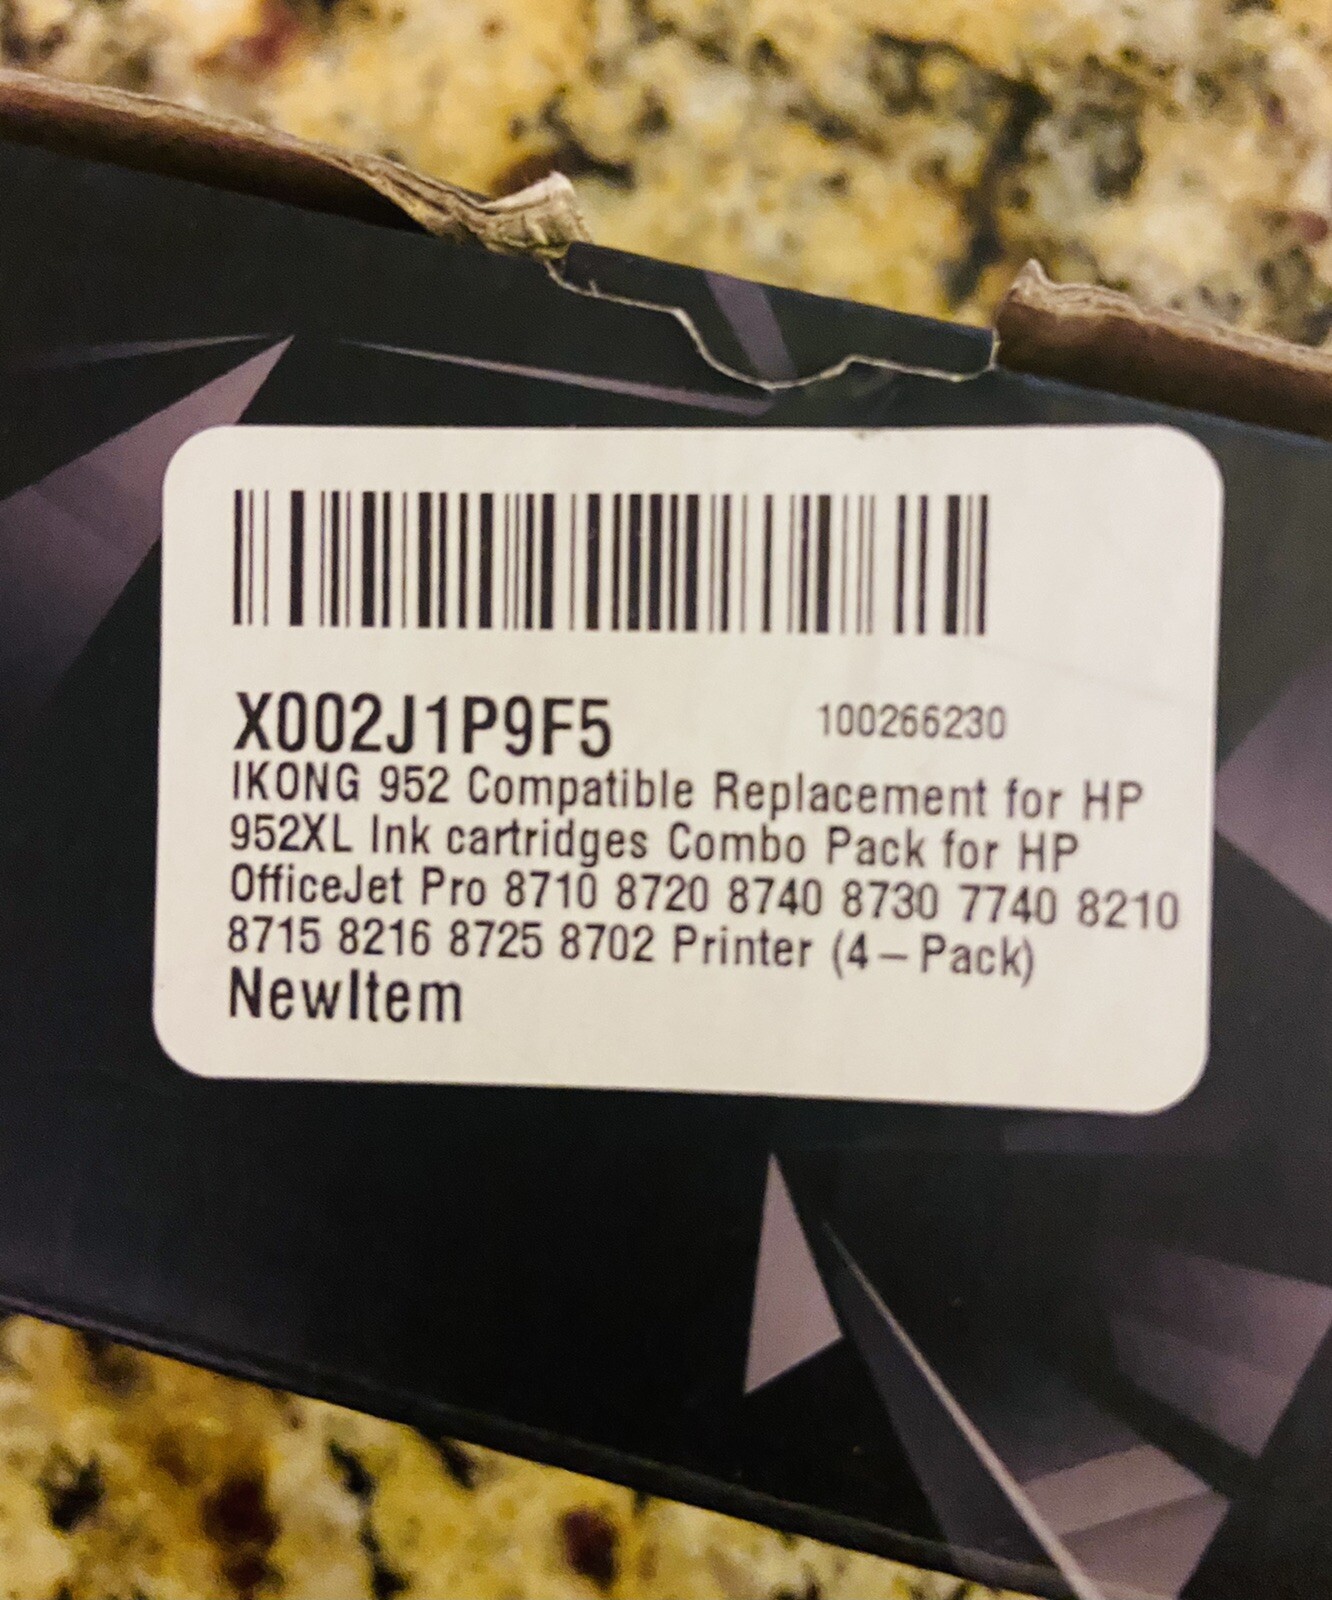 X002J1P9F5 100266230
IKONG 952 Compatible Replacement for HP
952XL Ink cartridges Combo Pack for HP
OfficeJet Pro 8710 8720 8740 8730 7740 8210
8715 8216 8725 8702 Printer (4–Pack)
NewItem